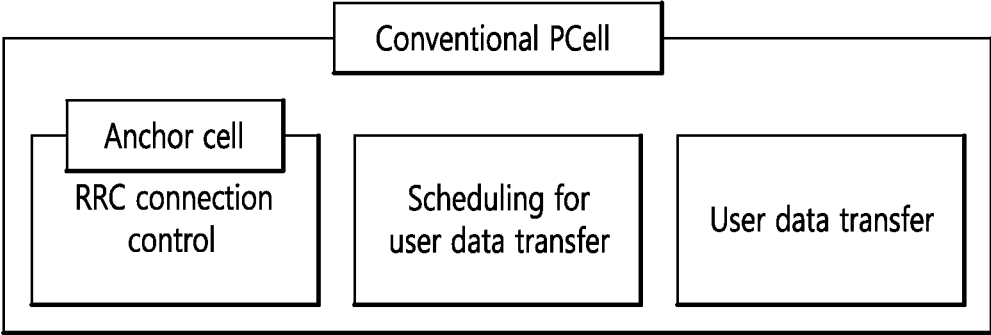 Conventional PCell
Anchor cell
RRC connection
control
Scheduling for
user data transfer
User data transfer